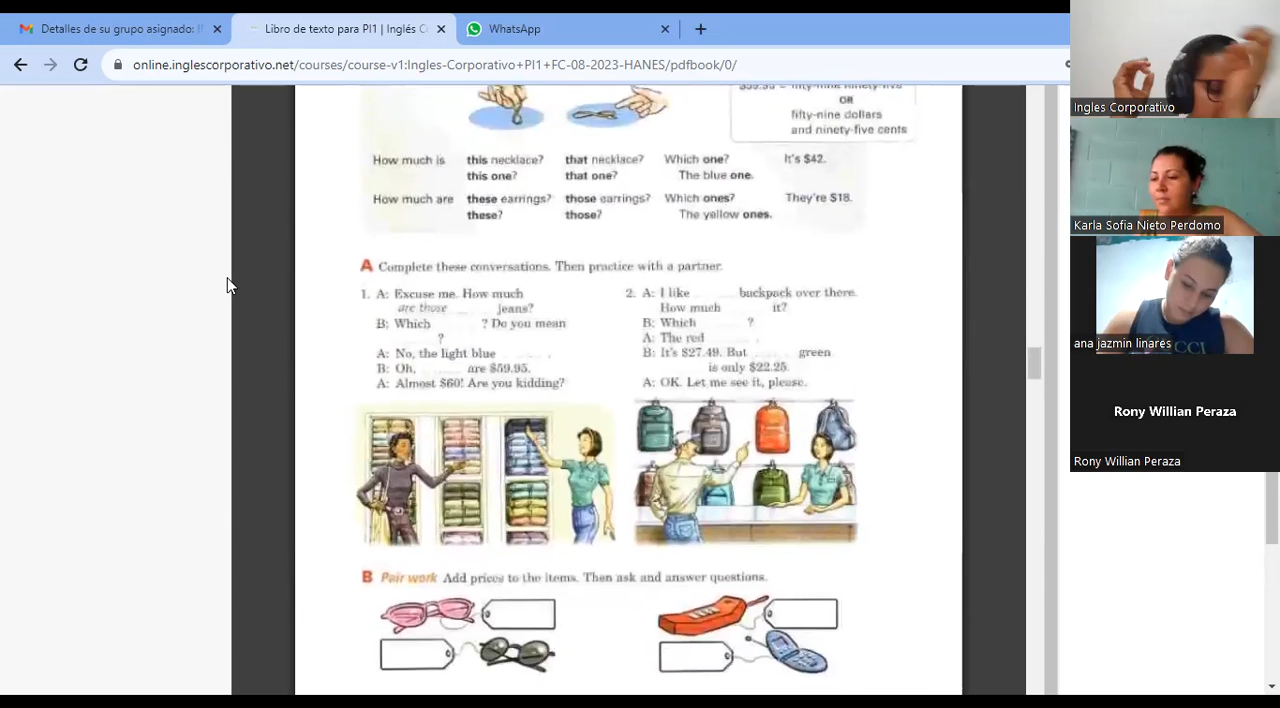 Detalles de su grupo asignado: I
Libro de texto para PI1 | Inglés C
WhatsApp
online.inglescorporativo.net/courses/course-v1:Ingles-Corporativo+PI1+FC-08-2023-HANES/pdfbook/0/
OR
fifty-nine dollars
and ninety-five cents
How much is this necklace? that necklace? Which one? It's $42.
this one? that one? The blue one.
How much are these earrings? those earrings? Which ones? They're $18.
these? those? The yellow ones.
A Complete these conversations. Then practice with a partner.
1. A: Excuse me. How much
are those jeans?
B: Which ? Do you mean
?
A: No, the light blue .
B: Oh, are $59.95.
A: Almost $60! Are you kidding?
2. A: I like backpack over there.
How much it?
B: Which ?
A: The red .
B: It's $27.49. But green
is only $22.25.
A: OK. Let me see it, please.
B Pair work Add prices to the items. Then ask and answer questions.
Ingles Corporativo
Karla Sofia Nieto Perdomo
ana jazmin linares
CCI
Rony Willian Peraza
Rony Willian Peraza